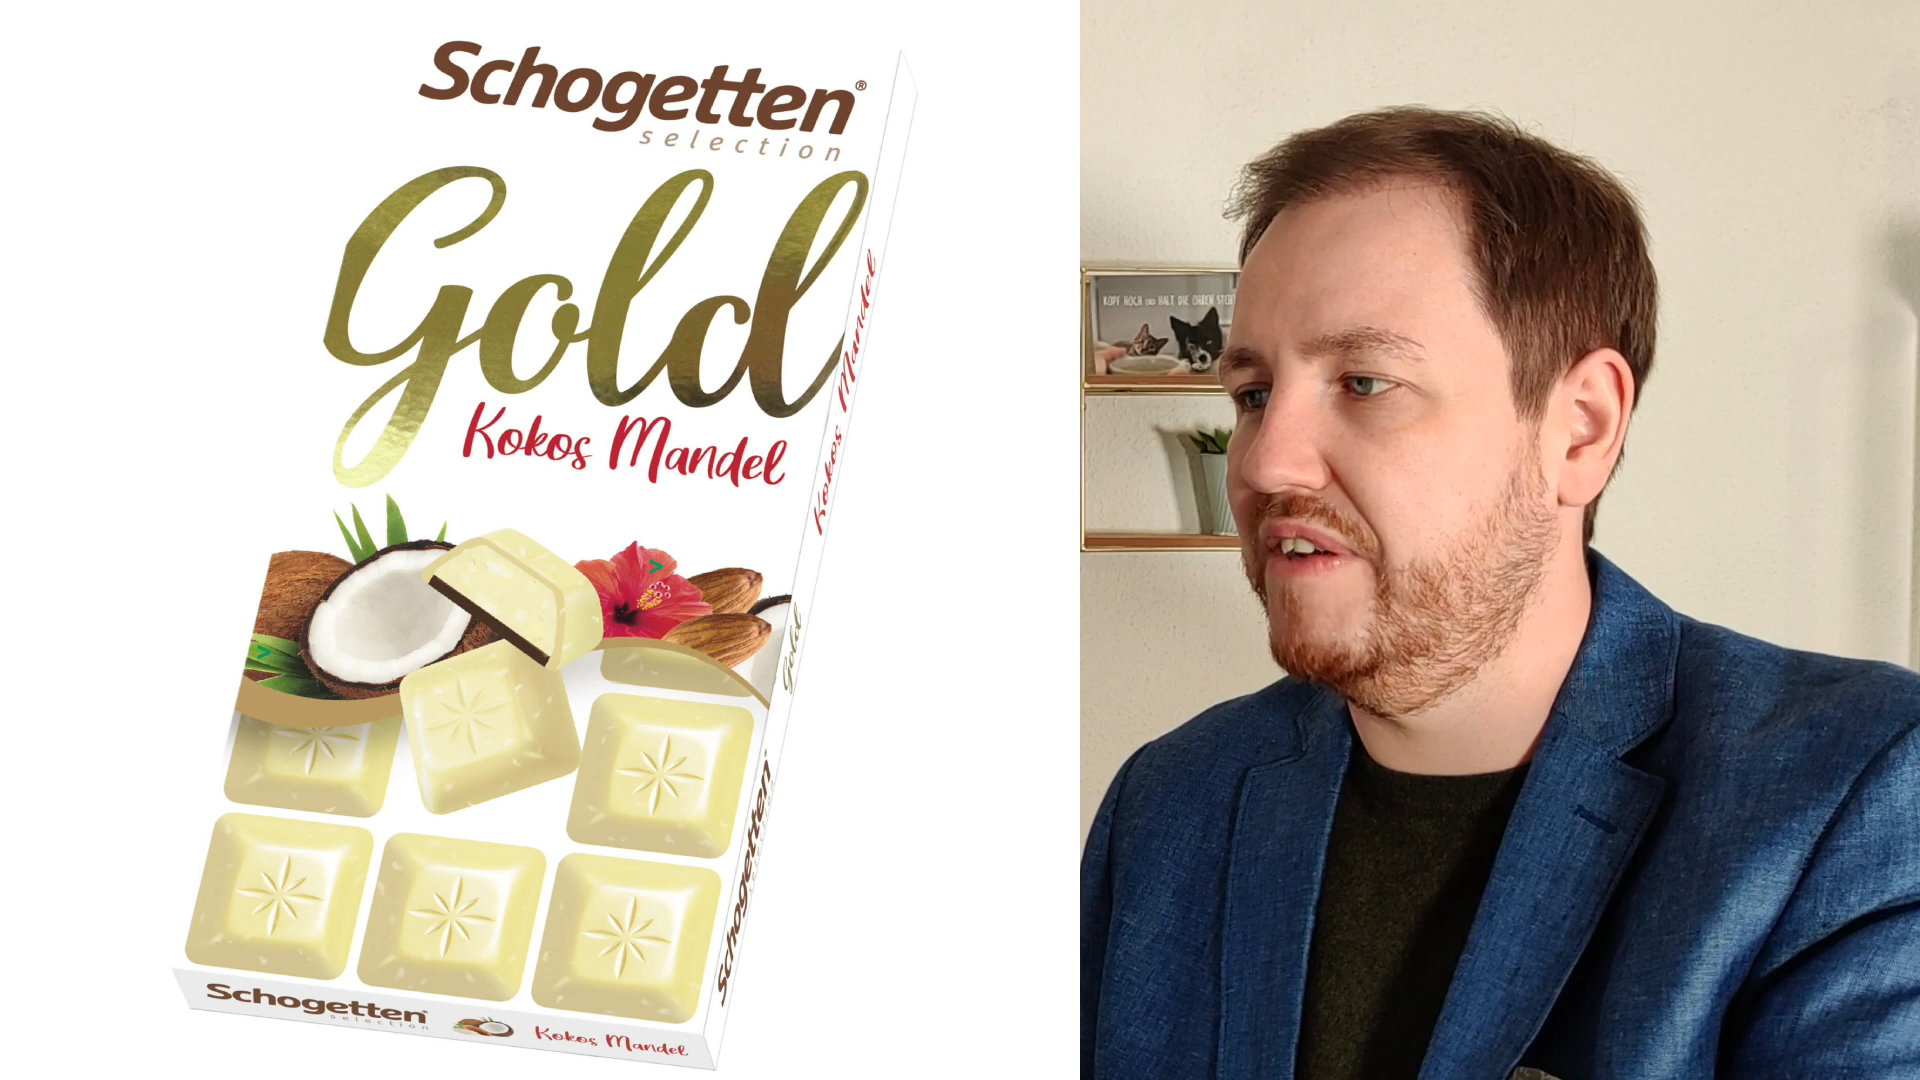 Schogetten®
selection
Gold
Kokos Mandel
Kokos Mandel
Gold
Schogetten®
selection
Schogetten
selection
Kokos Mandel
KOPF HOCH UND HALT DIE OHREN STEIF